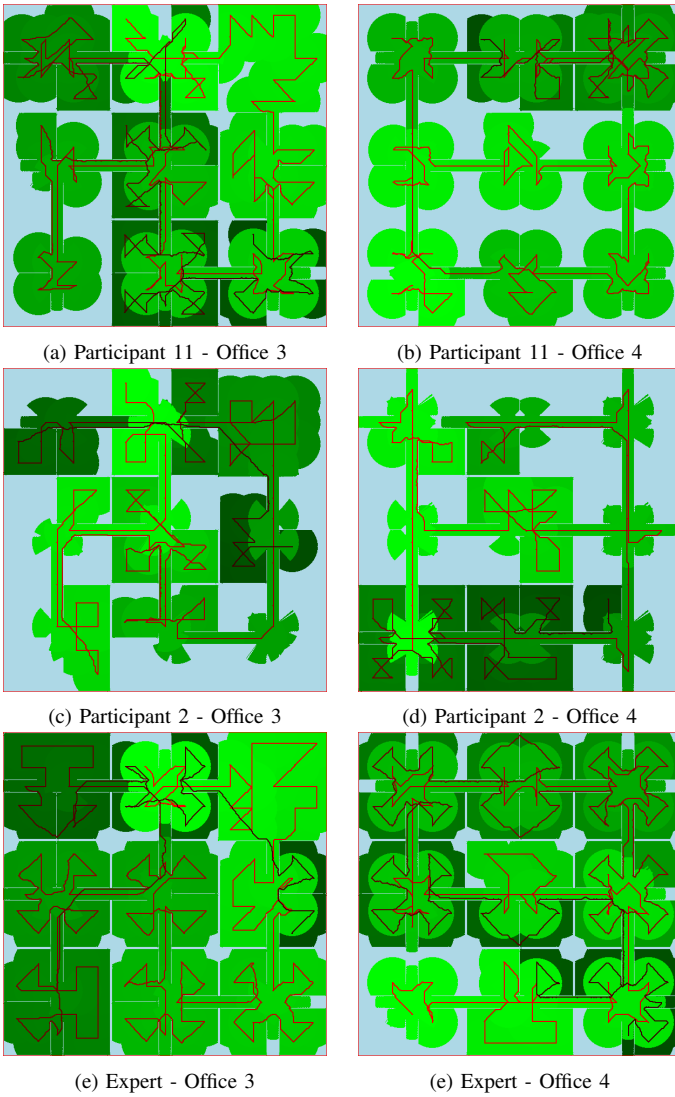 (a) Participant 11 - Office 3
(b) Participant 11 - Office 4
(c) Participant 2 - Office 3
(d) Participant 2 - Office 4
(e) Expert - Office 3
(e) Expert - Office 4